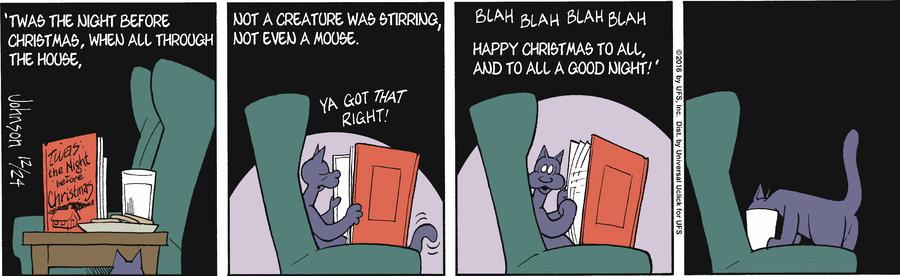 'TWAS THE NIGHT BEFORE
CHRISTMAS, WHEN ALL THROUGH
THE HOUSE,
Johnson 12/24
'Twas
the Night
before
Christmas
NOT A CREATURE WAS STIRRING,
NOT EVEN A MOUSE.
YA GOT THAT
RIGHT!
BLAH BLAH BLAH BLAH
HAPPY CHRISTMAS TO ALL,
AND TO ALL A GOOD NIGHT!"
©2016 by UFS, Inc. Dist. by Universal Uclick for UFS